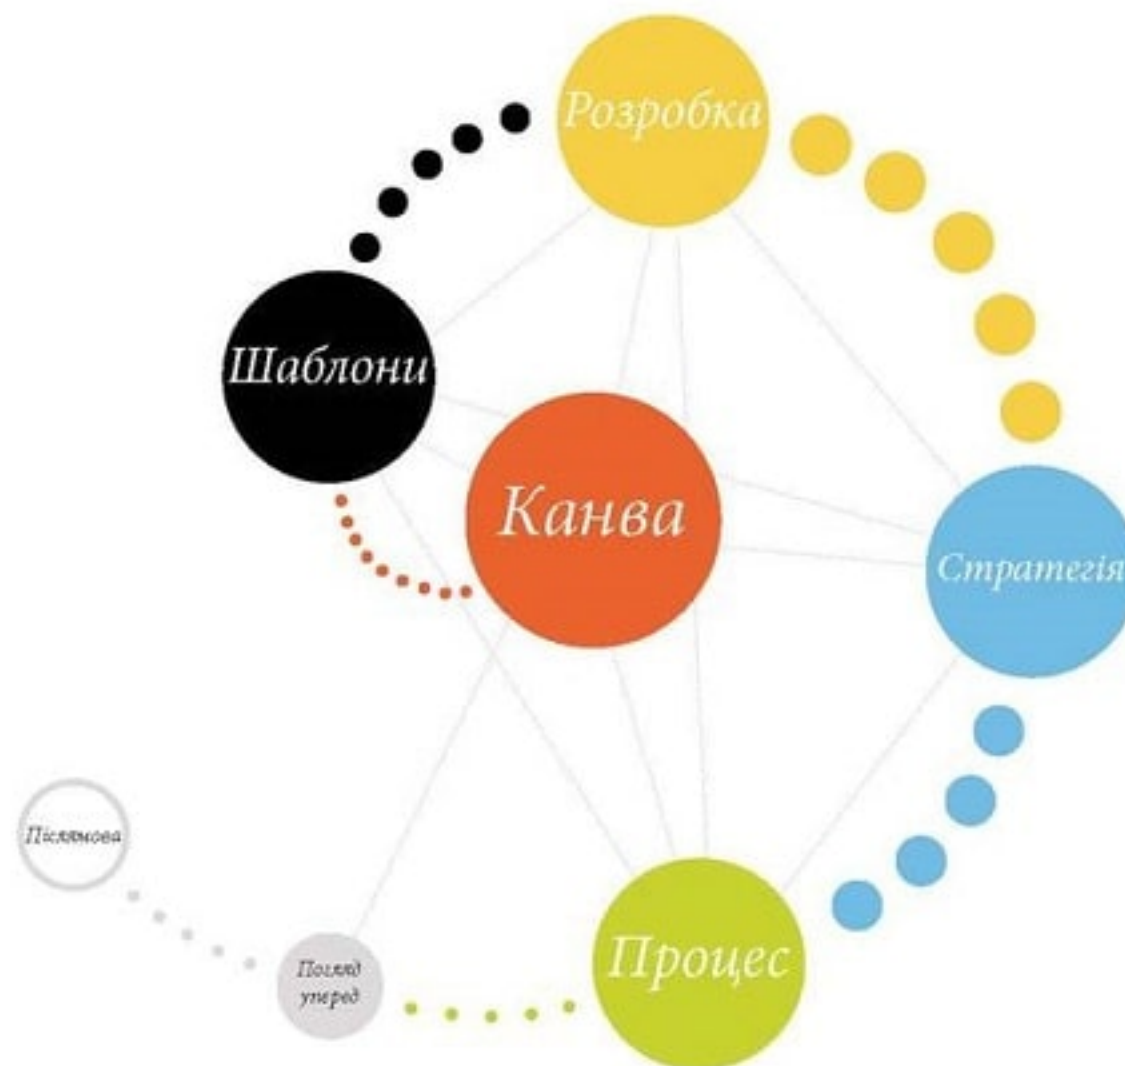 Розробка
Шаблони
Канва
Стратегія
Післямова
Процес
Погляд
уперед